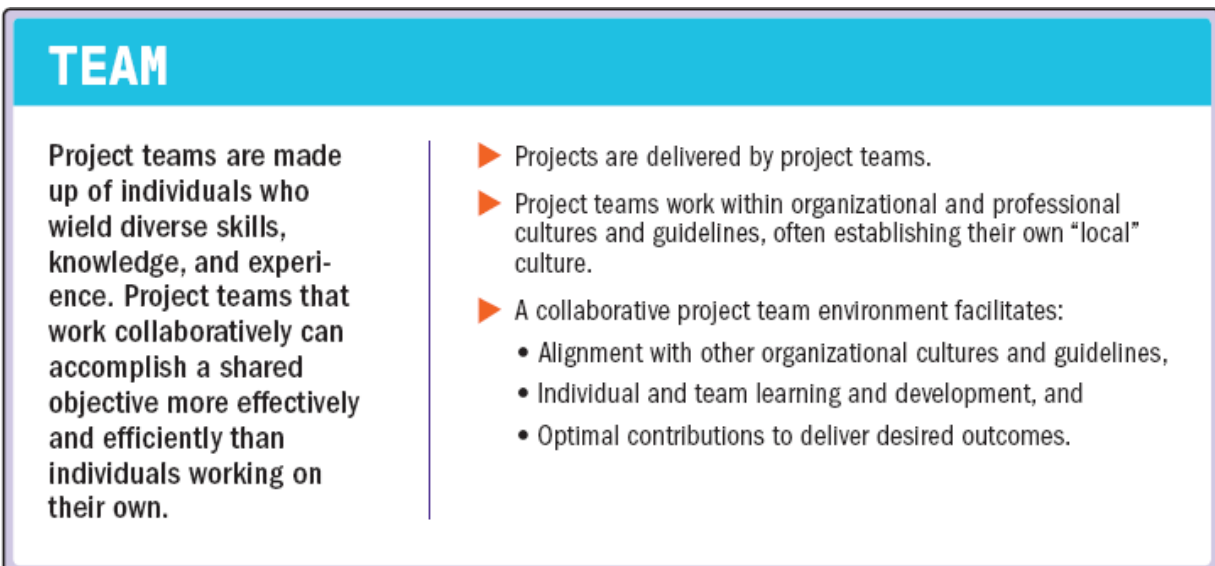 TEAM
Project teams are made
up of individuals who
wield diverse skills,
knowledge, and experi-
ence. Project teams that
work collaboratively can
accomplish a shared
objective more effectively
and efficiently than
individuals working on
their own.
▶ Projects are delivered by project teams.
▶ Project teams work within organizational and professional
cultures and guidelines, often establishing their own “local”
culture.
▶ A collaborative project team environment facilitates:
• Alignment with other organizational cultures and guidelines,
• Individual and team learning and development, and
• Optimal contributions to deliver desired outcomes.